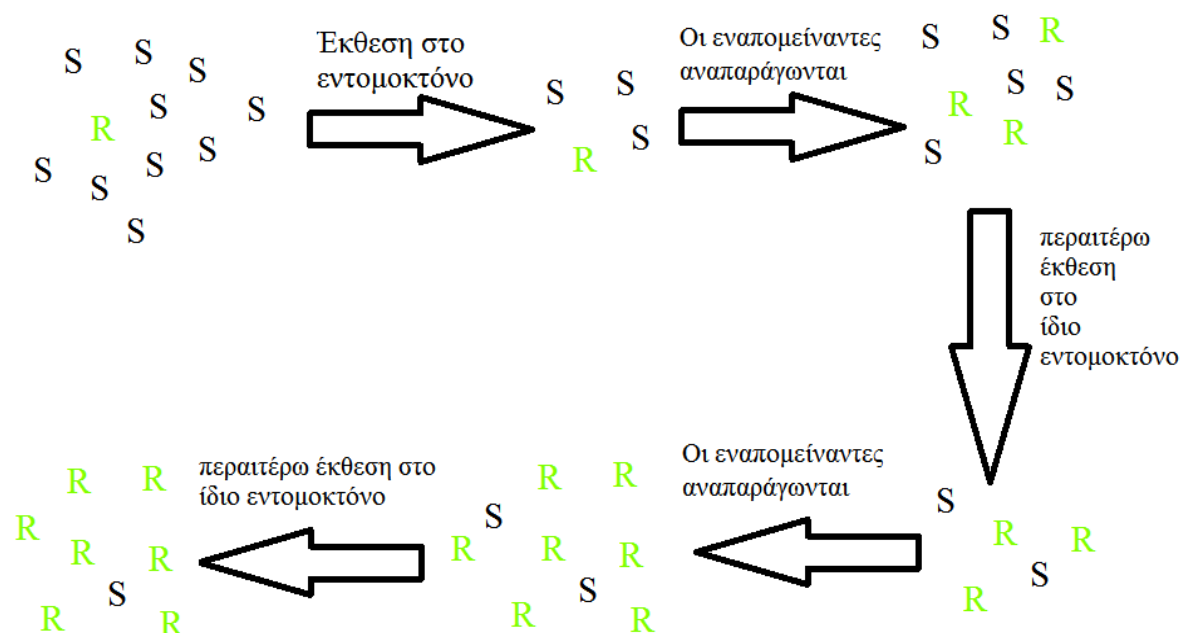 S S S
S S
R
S S
S S
S
Έκθεση στο
εντομοκτόνο
S S
S
R
Οι εναπομείναντες
αναπαράγωνται
S S R
S S
R R
S
περαιτέρω
έκθεση
στο
ίδιο
εντομοκτόνο
S
R R
S
R
Οι εναπομείναντες
αναπαράγωνται
R R
S
R R R
S
R R
περαιτέρω έκθεση στο
ίδιο εντομοκτόνο
R R
R
R R
S
R R